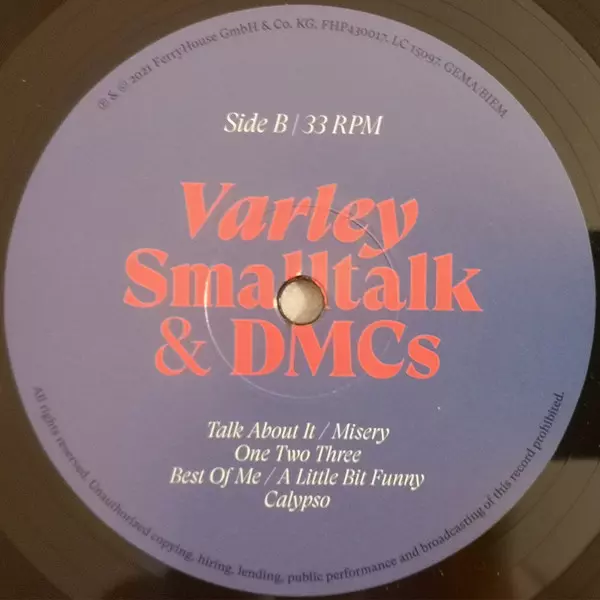 ℗ & © 2021 FerryHouse GmbH & Co. KG. FHP430017. LC 15097. GEMA/BIEM
Side B / 33 RPM
Varley
Smalltalk
& DMCs
Talk About It / Misery
One Two Three
Best Of Me / A Little Bit Funny
Calypso
All rights reserved. Unauthorized copying, hiring, lending, public performance and broadcasting of this record prohibited.